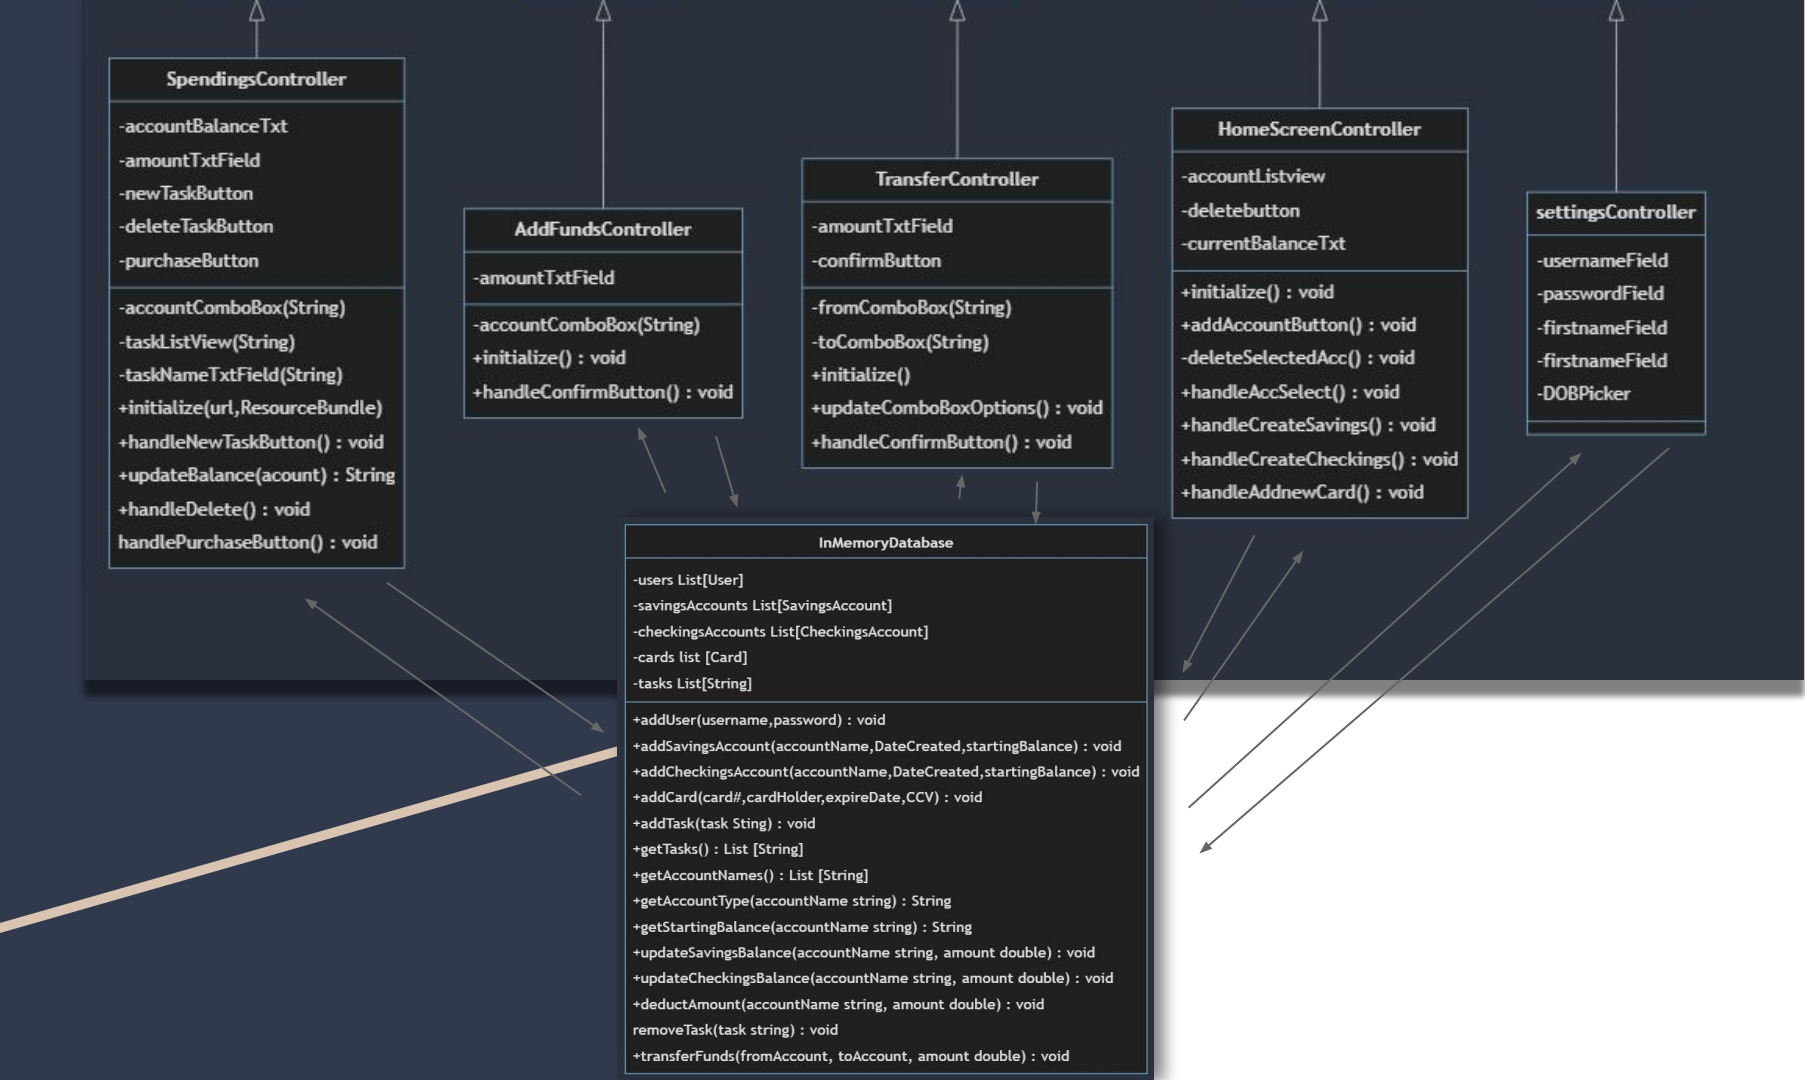 SpendingsController
-accountBalanceTxt
-amountTxtField
-newTaskButton
-deleteTaskButton
-purchaseButton
-accountComboBox(String)
-taskListView(String)
-taskNameTxtField(String)
+initialize(url,ResourceBundle)
+handleNewTaskButton() : void
+updateBalance(acount) : String
+handleDelete() : void
handlePurchaseButton() : void
AddFundsController
-amountTxtField
-accountComboBox(String)
+initialize() : void
+handleConfirmButton() : void
TransferController
-amountTxtField
-confirmButton
-fromComboBox(String)
-toComboBox(String)
+initialize()
+updateComboBoxOptions() : void
+handleConfirmButton() : void
HomeScreenController
-accountListview
-deletebutton
-currentBalanceTxt
+initialize() : void
+addAccountButton() : void
-deleteSelectedAcc() : void
+handleAccSelect() : void
+handleCreateSavings() : void
+handleCreateCheckings() : void
+handleAddnewCard() : void
settingsController
-usernameField
-passwordField
-firstnameField
-firstnameField
-DOBPicker
InMemoryDatabase
-users List[User]
-savingsAccounts List[SavingsAccount]
-checkingsAccounts List[CheckingsAccount]
-cards list [Card]
-tasks List[String]
+addUser(username,password) : void
+addSavingsAccount(accountName,DateCreated,startingBalance) : void
+addCheckingsAccount(accountName,DateCreated,startingBalance) : void
+addCard(card#,cardHolder,expireDate,CCV) : void
+addTask(task Sting) : void
+getTasks() : List [String]
+getAccountNames() : List [String]
+getAccountType(accountName string) : String
+getStartingBalance(accountName string) : String
+updateSavingsBalance(accountName string, amount double) : void
+updateCheckingsBalance(accountName string, amount double) : void
+deductAmount(accountName string, amount double) : void
removeTask(task string) : void
+transferFunds(fromAccount, toAccount, amount double) : void